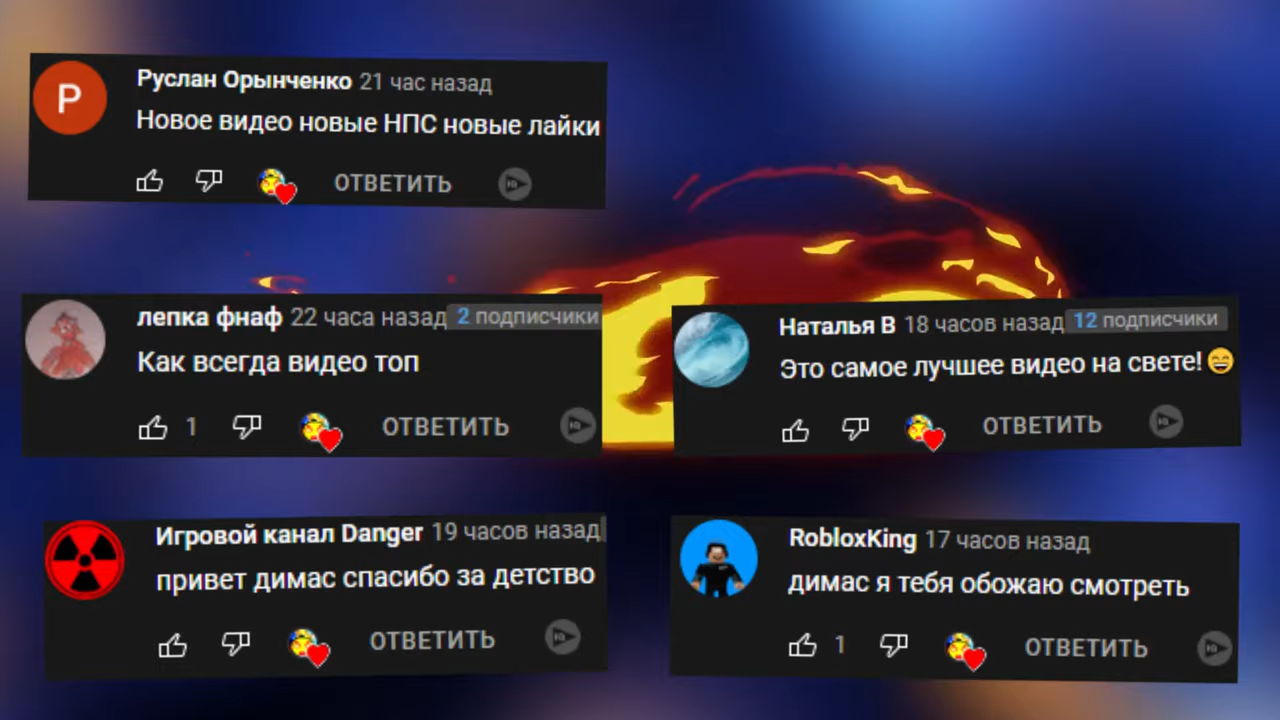 Р
Руслан Орынченко 21 час назад
Новое видео новые НПС новые лайки
ОТВЕТИТЬ
лепка фнаф 22 часа назад 2 подписчики
Как всегда видео топ
1 ОТВЕТИТЬ
Наталья В 18 часов назад 12 подписчики
Это самое лучшее видео на свете!😄
ОТВЕТИТЬ
Игровой канал Danger 19 часов назад
привет димас спасибо за детство
ОТВЕТИТЬ
RobloxKing 17 часов назад
димас я тебя обожаю смотреть
1 ОТВЕТИТЬ